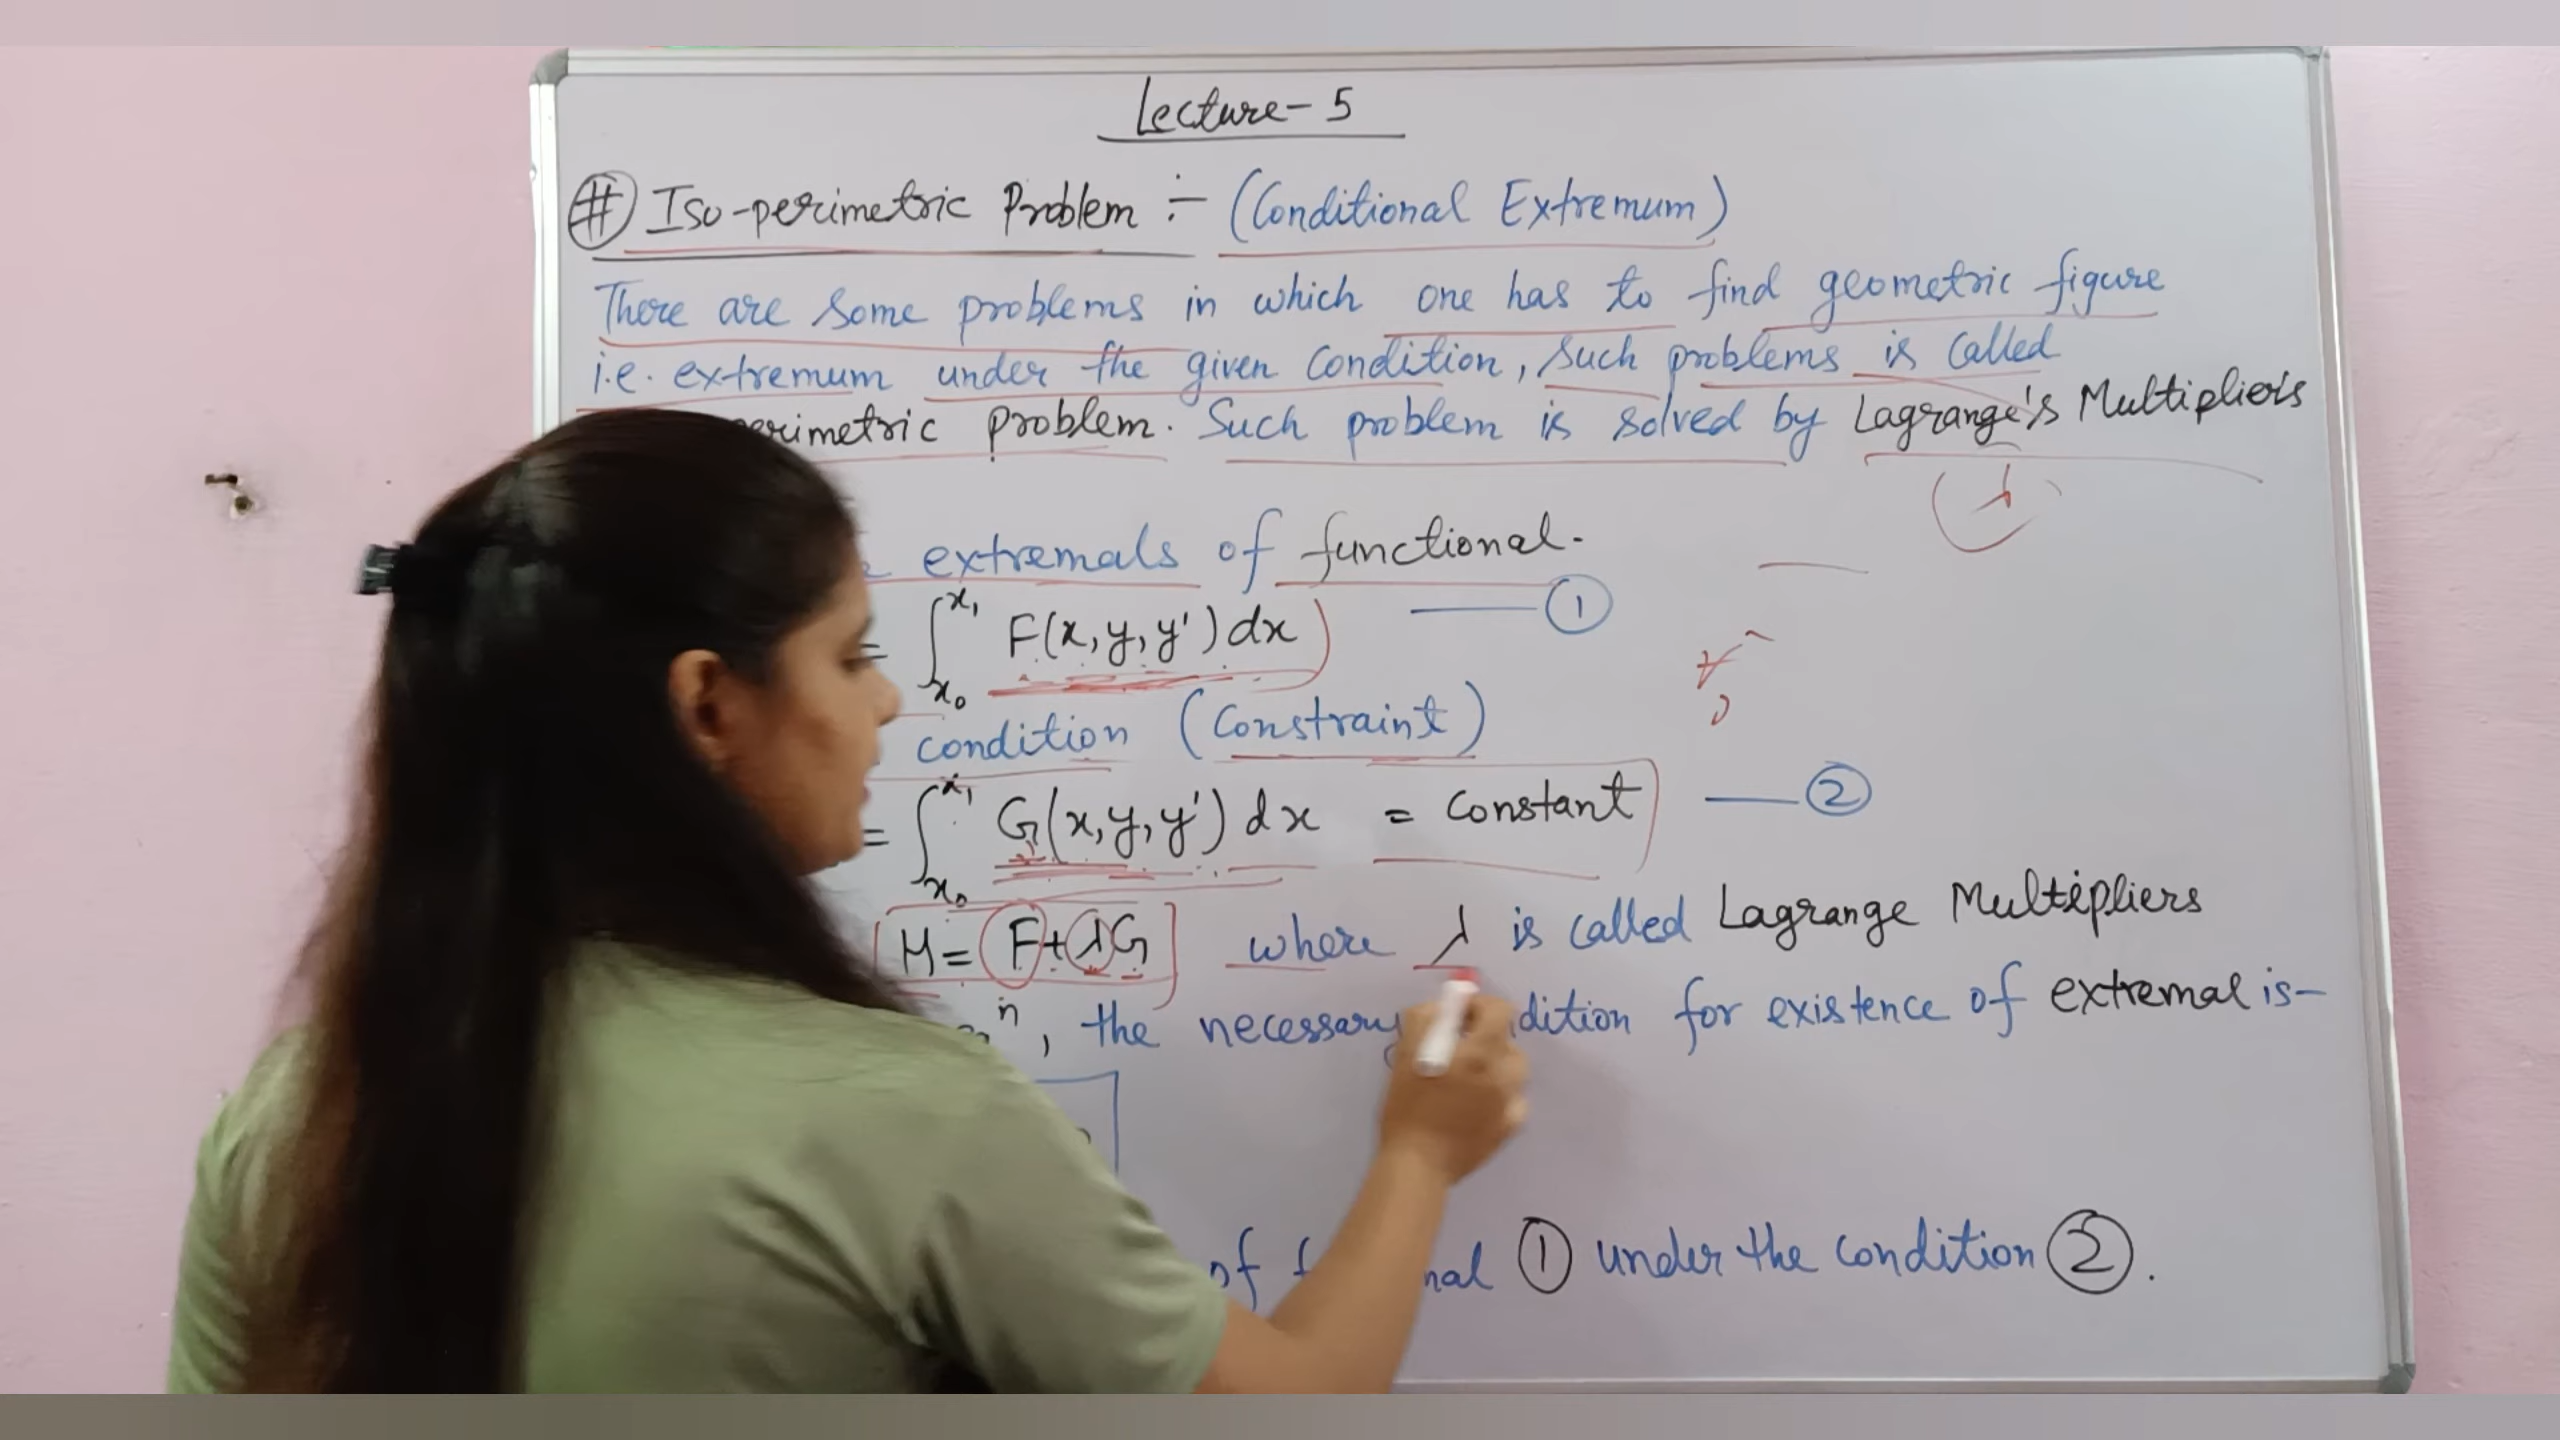 Lecture-5
# Iso-perimetric Problem :- (Conditional Extremum)
There are some problems in which one has to find geometric figure
i.e. extremum under the given condition, such problems is called
erimetric problem. Such problem is solved by Lagrange's Multipliers
λ
extremals of functional.
= ∫ₓ₀ˣ¹ F(x,y,y')dx —— ①
condition (Constraint)
= ∫ₓ₀ˣ¹ G(x,y,y') dx = Constant —— ②
H= F+λG where λ is called Lagrange Multipliers
n, the necessary dition for existence of extremal is-
of nal ① under the condition ②.